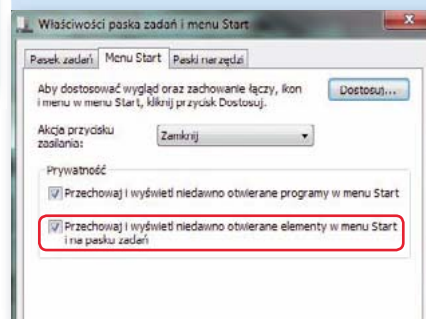 Właściwości paska zadań i menu Start
Pasek zadań Menu Start Paski narzędzi
Aby dostosować wygląd oraz zachowanie łączy, ikon
i menu w menu Start, kliknij przycisk Dostosuj.
Dostosuj...
Akcja przycisku
zasilania:
Zamknij
Prywatność
Przechowaj i wyświetl niedawno otwierane programy w menu Start
Przechowaj i wyświetl niedawno otwierane elementy w menu Start
i na pasku zadań